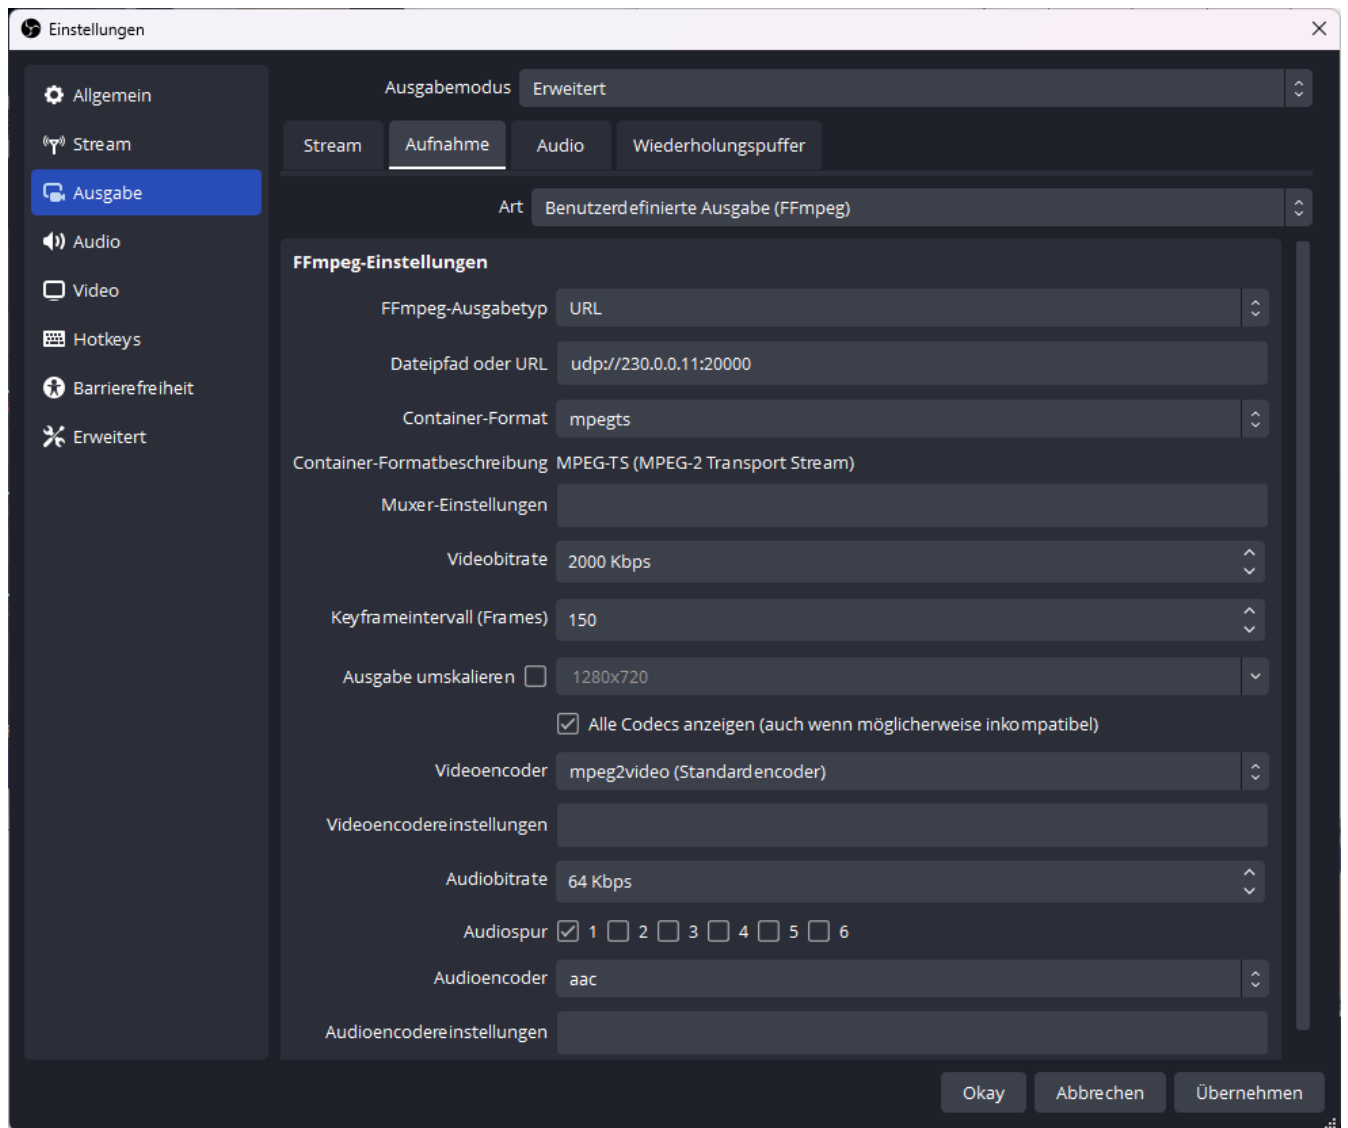 Einstellungen
Allgemein
Stream
Ausgabe
Audio
Video
Hotkeys
Barrierefreiheit
Erweitert
Ausgabemodus Erweitert
Stream Aufnahme Audio Wiederholungspuffer
Art Benutzerdefinierte Ausgabe (FFmpeg)
FFmpeg-Einstellungen
FFmpeg-Ausgabetyp URL
Dateipfad oder URL udp://230.0.0.11:20000
Container-Format mpegts
Container-Formatbeschreibung MPEG-TS (MPEG-2 Transport Stream)
Muxer-Einstellungen
Videobitrate 2000 Kbps
Keyframeintervall (Frames) 150
Ausgabe umskalieren 1280x720
Alle Codecs anzeigen (auch wenn möglicherweise inkompatibel)
Videoencoder mpeg2video (Standardencoder)
Videoencodereinstellungen
Audiobitrate 64 Kbps
Audiospur 1 2 3 4 5 6
Audioencoder aac
Audioencodereinstellungen
Okay Abbrechen Übernehmen